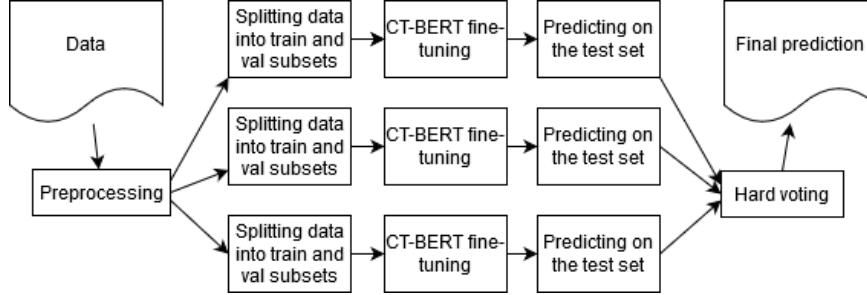 Data
Splitting data
into train and
val subsets
CT-BERT fine-
tuning
Predicting on
the test set
Final prediction
Splitting data
into train and
val subsets
CT-BERT fine-
tuning
Predicting on
the test set
Preprocessing
Hard voting
Splitting data
into train and
val subsets
CT-BERT fine-
tuning
Predicting on
the test set